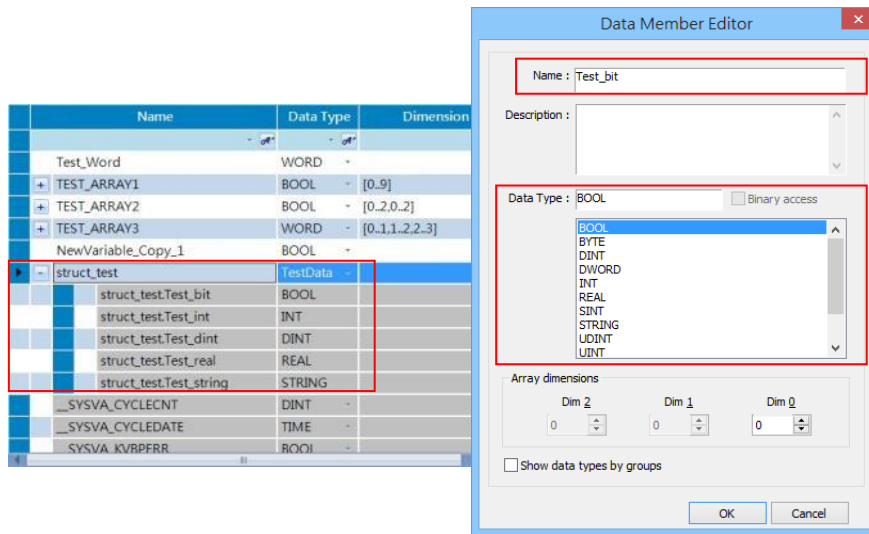 Name Data Type Dimension
Test_Word WORD
TEST_ARRAY1 BOOL [0..9]
TEST_ARRAY2 BOOL [0..2,0..2]
TEST_ARRAY3 WORD [0..1,1..2,2..3]
NewVariable_Copy_1 BOOL
struct_test TestData
struct_test.Test_bit BOOL
struct_test.Test_int INT
struct_test.Test_dint DINT
struct_test.Test_real REAL
struct_test.Test_string STRING
__SYSVA_CYCLECNT DINT
__SYSVA_CYCLEDATE TIME
__SYSVA_KVBPERR BOOL
Data Member Editor
Name : Test_bit
Description :
Data Type : BOOL Binary access
BOOL
BYTE
DINT
DWORD
INT
REAL
SINT
STRING
UDINT
UINT
Array dimensions
Dim 2 Dim 1 Dim 0
0 0 0
Show data types by groups
OK Cancel